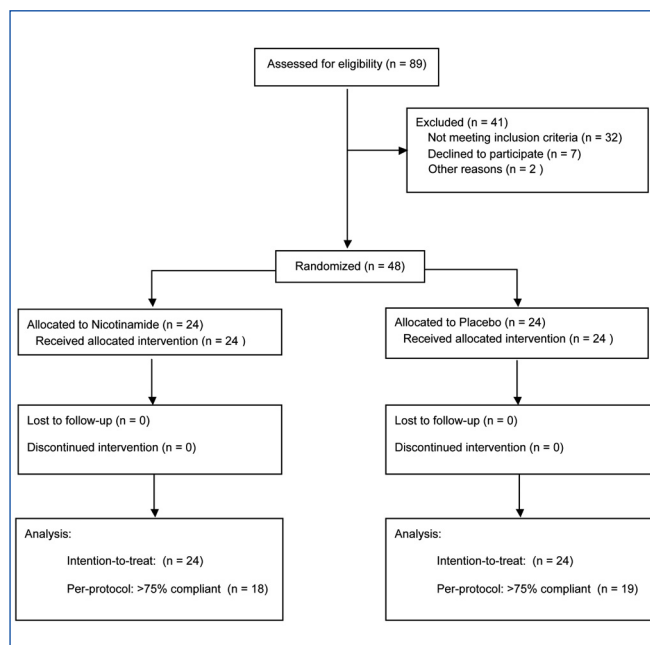 Assessed for eligibility (n = 89)
Excluded (n = 41)
Not meeting inclusion criteria (n = 32)
Declined to participate (n = 7)
Other reasons (n = 2 )
Randomized (n = 48)
Allocated to Nicotinamide (n = 24)
Received allocated intervention (n = 24 )
Allocated to Placebo (n = 24)
Received allocated intervention (n = 24 )
Lost to follow-up (n = 0)
Discontinued intervention (n = 0)
Lost to follow-up (n = 0)
Discontinued intervention (n = 0)
Analysis:
Intention-to-treat: (n = 24)
Per-protocol: >75% compliant (n = 18)
Analysis:
Intention-to-treat: (n = 24)
Per-protocol: >75% compliant (n = 19)